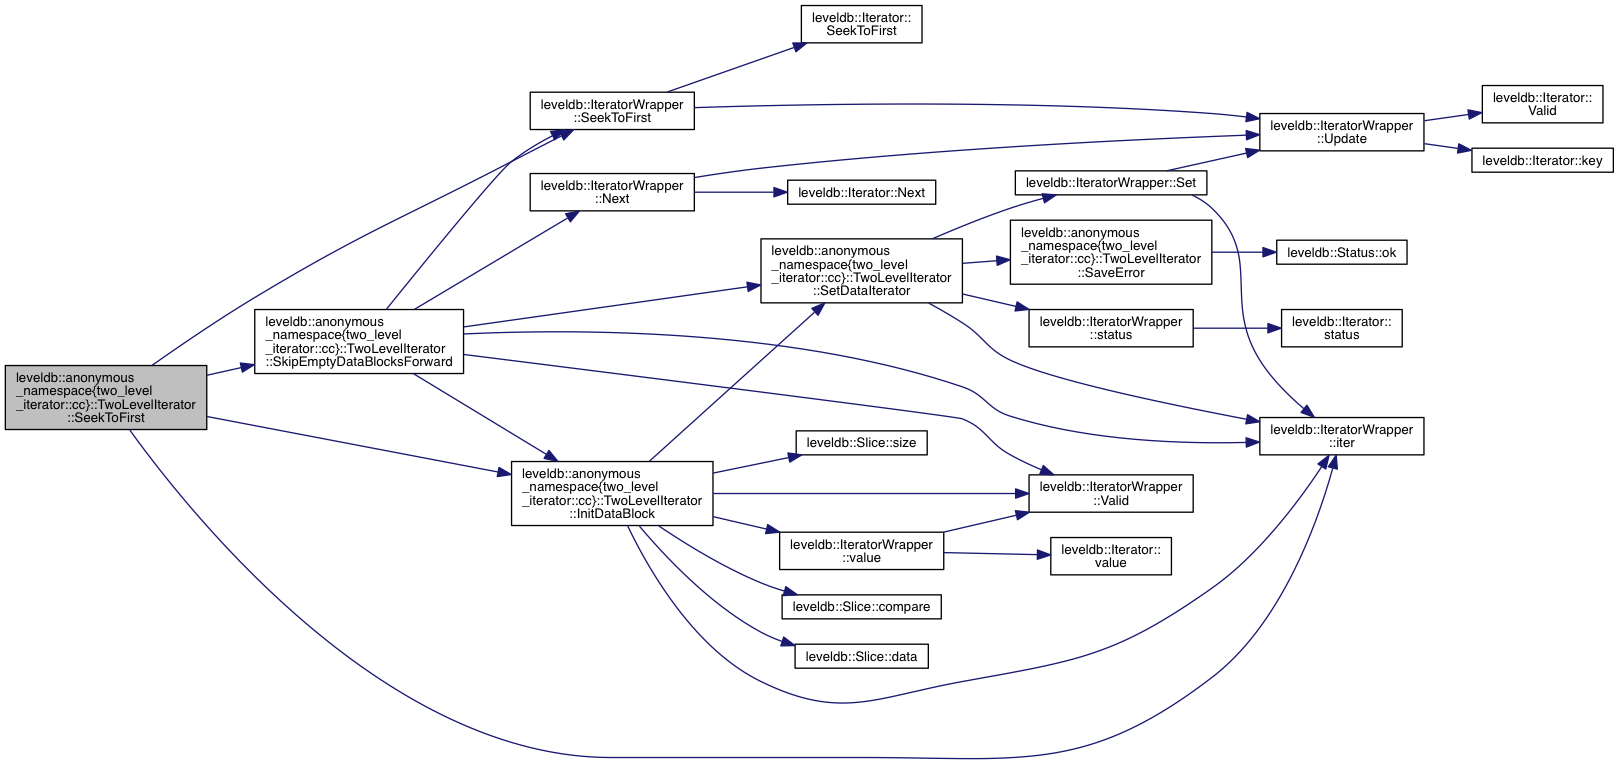 leveldb::Iterator::
SeekToFirst
leveldb::IteratorWrapper
::SeekToFirst
leveldb::Iterator::
Valid
leveldb::IteratorWrapper
::Update
leveldb::Iterator::key
leveldb::IteratorWrapper
::Next
leveldb::Iterator::Next
leveldb::IteratorWrapper::Set
leveldb::anonymous
_namespace{two_level
_iterator::cc}::TwoLevelIterator
::SaveError
leveldb::Status::ok
leveldb::anonymous
_namespace{two_level
_iterator::cc}::TwoLevelIterator
::SetDataIterator
leveldb::IteratorWrapper
::status
leveldb::Iterator::
status
leveldb::anonymous
_namespace{two_level
_iterator::cc}::TwoLevelIterator
::SkipEmptyDataBlocksForward
leveldb::anonymous
_namespace{two_level
_iterator::cc}::TwoLevelIterator
::SeekToFirst
leveldb::IteratorWrapper
::iter
leveldb::Slice::size
leveldb::anonymous
_namespace{two_level
_iterator::cc}::TwoLevelIterator
::InitDataBlock
leveldb::IteratorWrapper
::Valid
leveldb::IteratorWrapper
::value
leveldb::Iterator::
value
leveldb::Slice::compare
leveldb::Slice::data